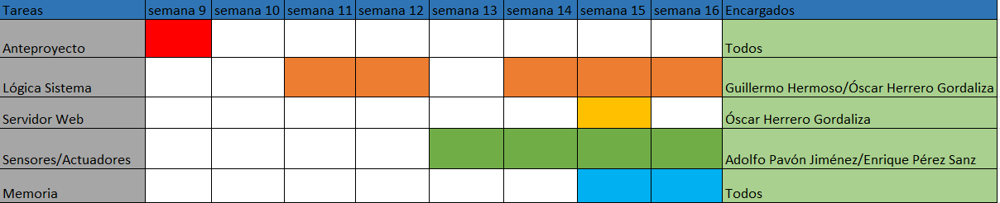 Tareas semana 9 semana 10 semana 11 semana 12 semana 13 semana 14 semana 15 semana 16 Encargados
Anteproyecto Todos
Lógica Sistema Guillermo Hermoso/Óscar Herrero Gordaliza
Servidor Web Óscar Herrero Gordaliza
Sensores/Actuadores Adolfo Pavón Jiménez/Enrique Pérez Sanz
Memoria Todos